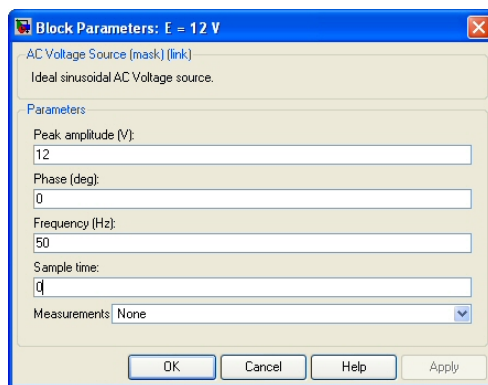 Block Parameters: E = 12 V
AC Voltage Source (mask) (link)
Ideal sinusoidal AC Voltage source.
Parameters
Peak amplitude (V):
12
Phase (deg):
0
Frequency (Hz):
50
Sample time:
0
Measurements None
OK Cancel Help Apply